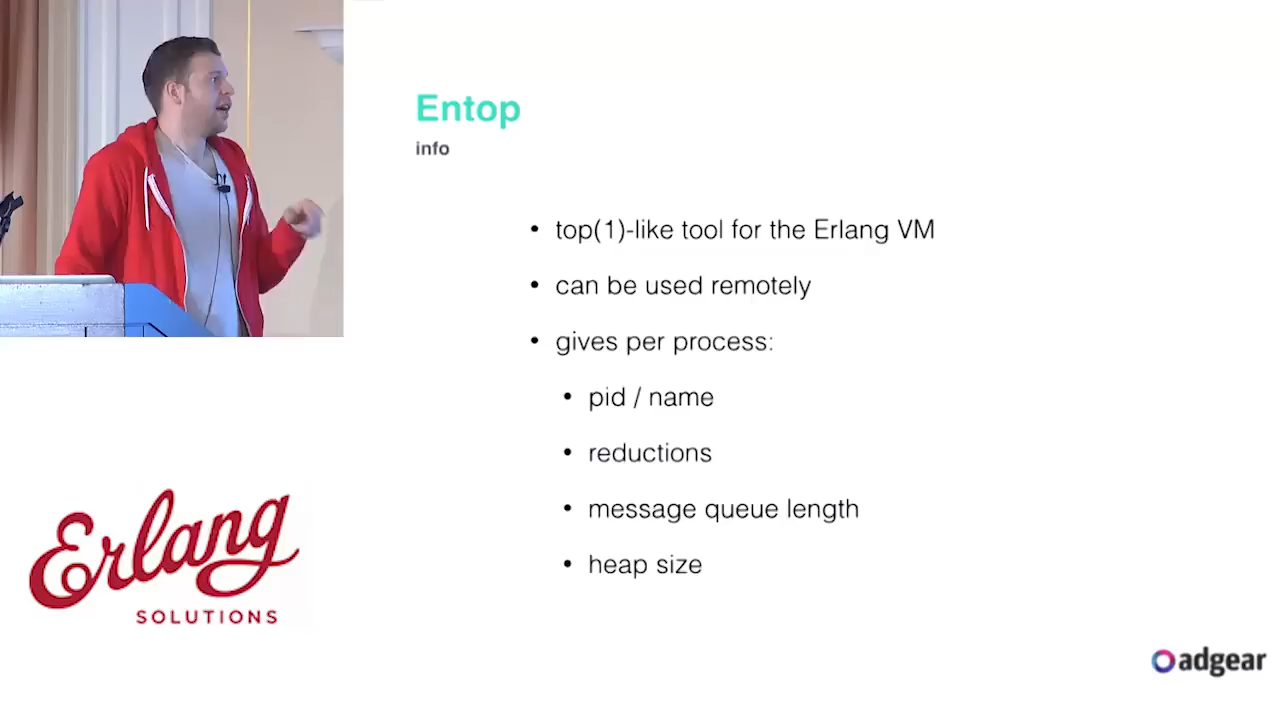 Entop
info
• top(1)-like tool for the Erlang VM
• can be used remotely
• gives per process:
• pid / name
• reductions
• message queue length
• heap size
Erlang
SOLUTIONS
adgear